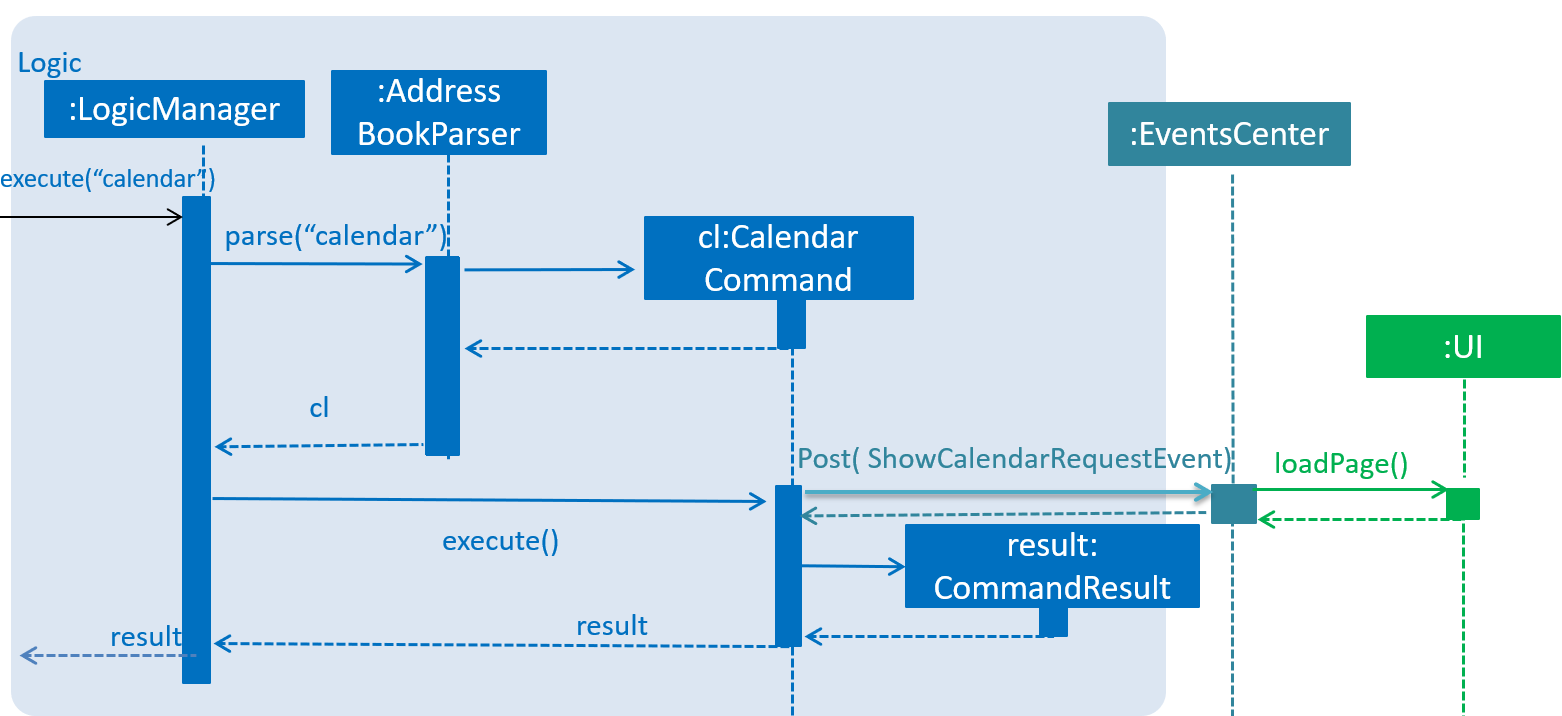 Logic
:LogicManager
:Address
BookParser
:EventsCenter
execute(“calendar”)
parse(“calendar”)
cl:Calendar
Command
:UI
cl
Post( ShowCalendarRequestEvent)
loadPage()
execute()
result:
CommandResult
result
result